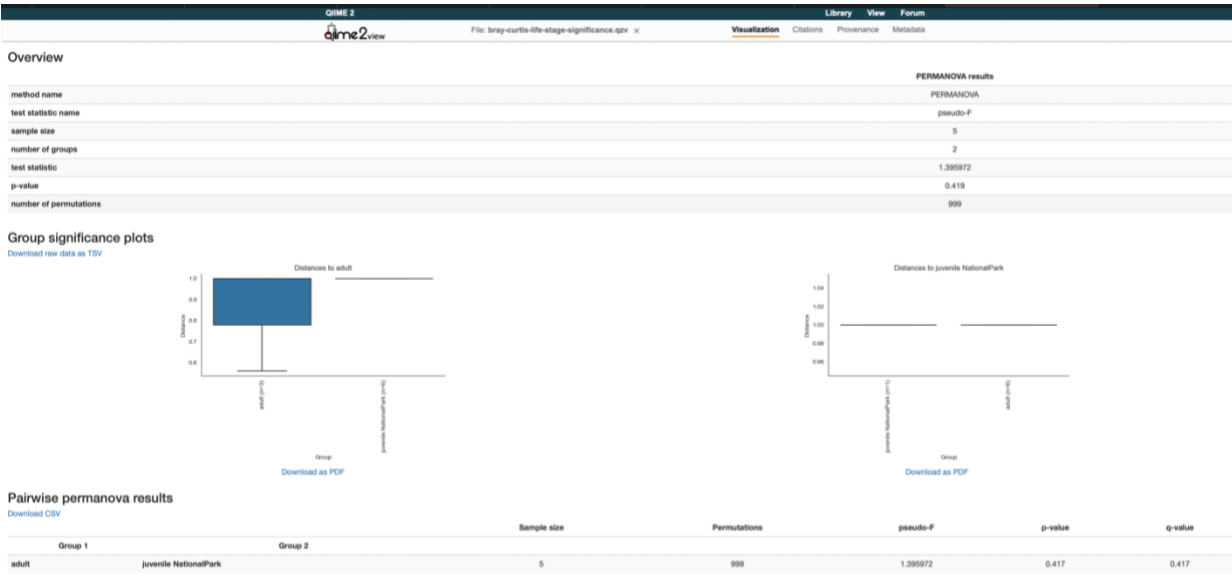 QIIME 2 Library View Forum
qiime2view File: bray-curtis-life-stage-significance.qzv × Visualization Citations Provenance Metadata
Overview
PERMANOVA results
method name PERMANOVA
test statistic name pseudo-F
sample size 5
number of groups 2
test statistic 1.395972
p-value 0.419
number of permutations 999
Group significance plots
Download raw data as TSV
Distances to adult
1.0
0.9
0.8
0.7
0.6
Distance
adult (n=3)
juvenile NationalPark (n=6)
Group
Download as PDF
Distances to juvenile NationalPark
1.04
1.02
1.00
0.98
0.96
Distance
juvenile NationalPark (n=1)
adult (n=6)
Group
Download as PDF
Pairwise permanova results
Download CSV
Sample size Permutations pseudo-F p-value q-value
Group 1 Group 2
adult juvenile NationalPark 5 999 1.395972 0.417 0.417